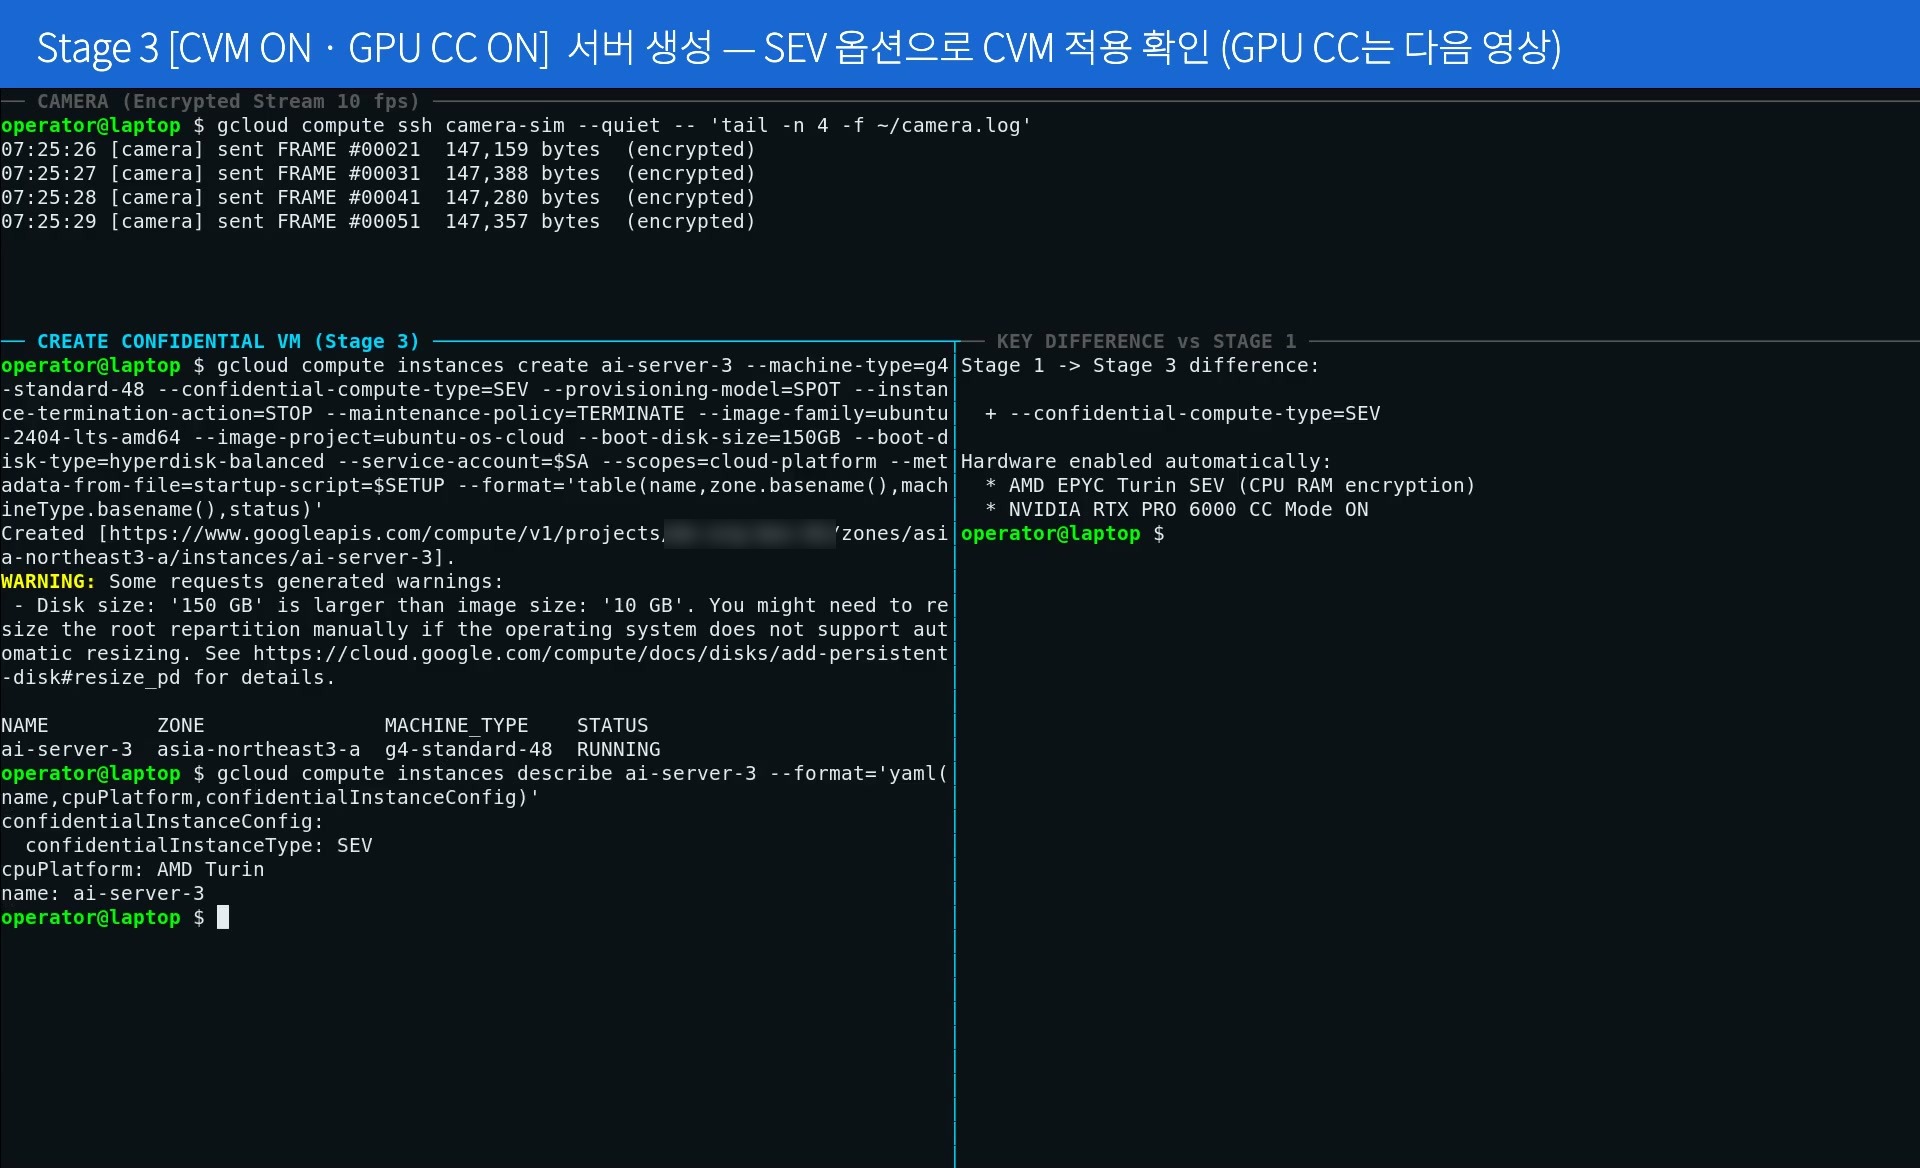 Stage 3 [CVM ON · GPU CC ON] 서버 생성 — SEV 옵션으로 CVM 적용 확인 (GPU CC는 다음 영상)
CAMERA (Encrypted Stream 10 fps)
operator@laptop $ gcloud compute ssh camera-sim --quiet -- 'tail -n 4 -f ~/camera.log'
07:25:26 [camera] sent FRAME #00021  147,159 bytes  (encrypted)
07:25:27 [camera] sent FRAME #00031  147,388 bytes  (encrypted)
07:25:28 [camera] sent FRAME #00041  147,280 bytes  (encrypted)
07:25:29 [camera] sent FRAME #00051  147,357 bytes  (encrypted)
CREATE CONFIDENTIAL VM (Stage 3)
operator@laptop $ gcloud compute instances create ai-server-3 --machine-type=g4
-standard-48 --confidential-compute-type=SEV --provisioning-model=SPOT --instan
ce-termination-action=STOP --maintenance-policy=TERMINATE --image-family=ubuntu
-2404-lts-amd64 --image-project=ubuntu-os-cloud --boot-disk-size=150GB --boot-d
isk-type=hyperdisk-balanced --service-account=$SA --scopes=cloud-platform --met
adata-from-file=startup-script=$SETUP --format='table(name,zone.basename(),mach
ineType.basename(),status)'
Created [https://www.googleapis.com/compute/v1/projects/ /zones/asi
a-northeast3-a/instances/ai-server-3].
WARNING: Some requests generated warnings:
 - Disk size: '150 GB' is larger than image size: '10 GB'. You might need to re
size the root repartition manually if the operating system does not support aut
omatic resizing. See https://cloud.google.com/compute/docs/disks/add-persistent
-disk#resize_pd for details.
NAME         ZONE               MACHINE_TYPE    STATUS
ai-server-3  asia-northeast3-a  g4-standard-48  RUNNING
operator@laptop $ gcloud compute instances describe ai-server-3 --format='yaml(
name,cpuPlatform,confidentialInstanceConfig)'
confidentialInstanceConfig:
  confidentialInstanceType: SEV
cpuPlatform: AMD Turin
name: ai-server-3
operator@laptop $
KEY DIFFERENCE vs STAGE 1
Stage 1 -> Stage 3 difference:
  + --confidential-compute-type=SEV
Hardware enabled automatically:
  * AMD EPYC Turin SEV (CPU RAM encryption)
  * NVIDIA RTX PRO 6000 CC Mode ON
operator@laptop $